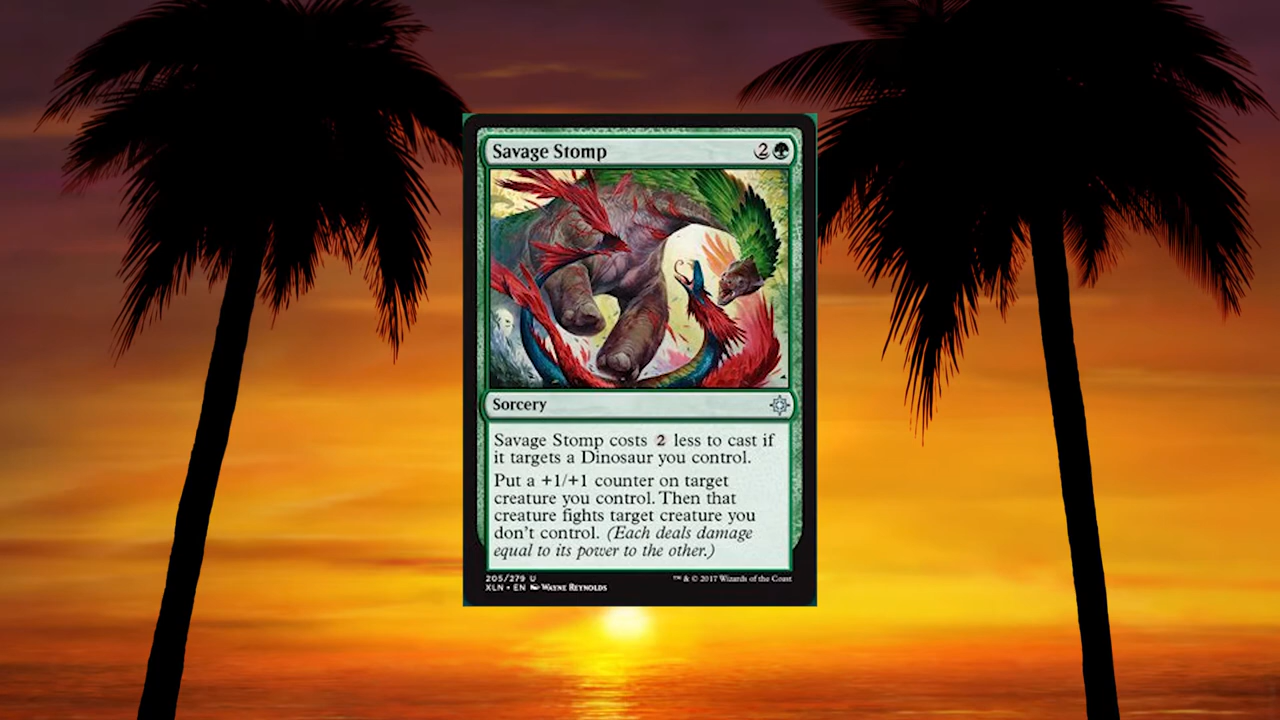 Savage Stomp 2
Sorcery
Savage Stomp costs 2 less to cast if
it targets a Dinosaur you control.
Put a +1/+1 counter on target
creature you control. Then that
creature fights target creature you
don't control. (Each deals damage
equal to its power to the other.)
205/279 U
XLN • EN Wayne Reynolds
™ & © 2017 Wizards of the Coast